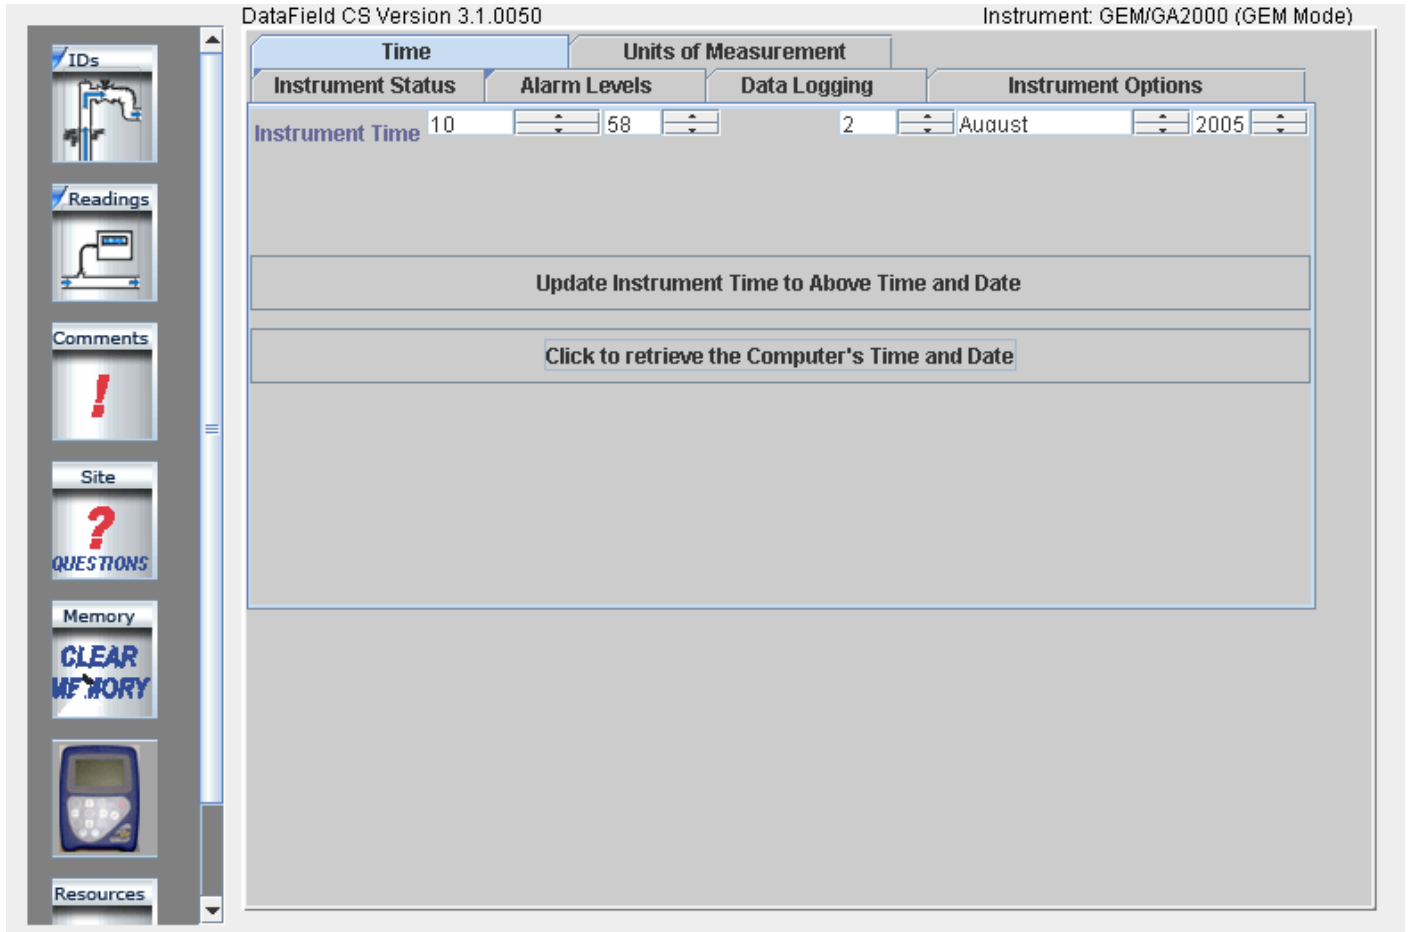 DataField CS Version 3.1.0050 Instrument: GEM/GA2000 (GEM Mode)
IDs
Readings
Comments
!
Site
?
QUESTIONS
Memory
CLEAR
MEMORY
Resources
Time Units of Measurement
Instrument Status Alarm Levels Data Logging Instrument Options
Instrument Time 10 58 2 August 2005
Update Instrument Time to Above Time and Date
Click to retrieve the Computer's Time and Date